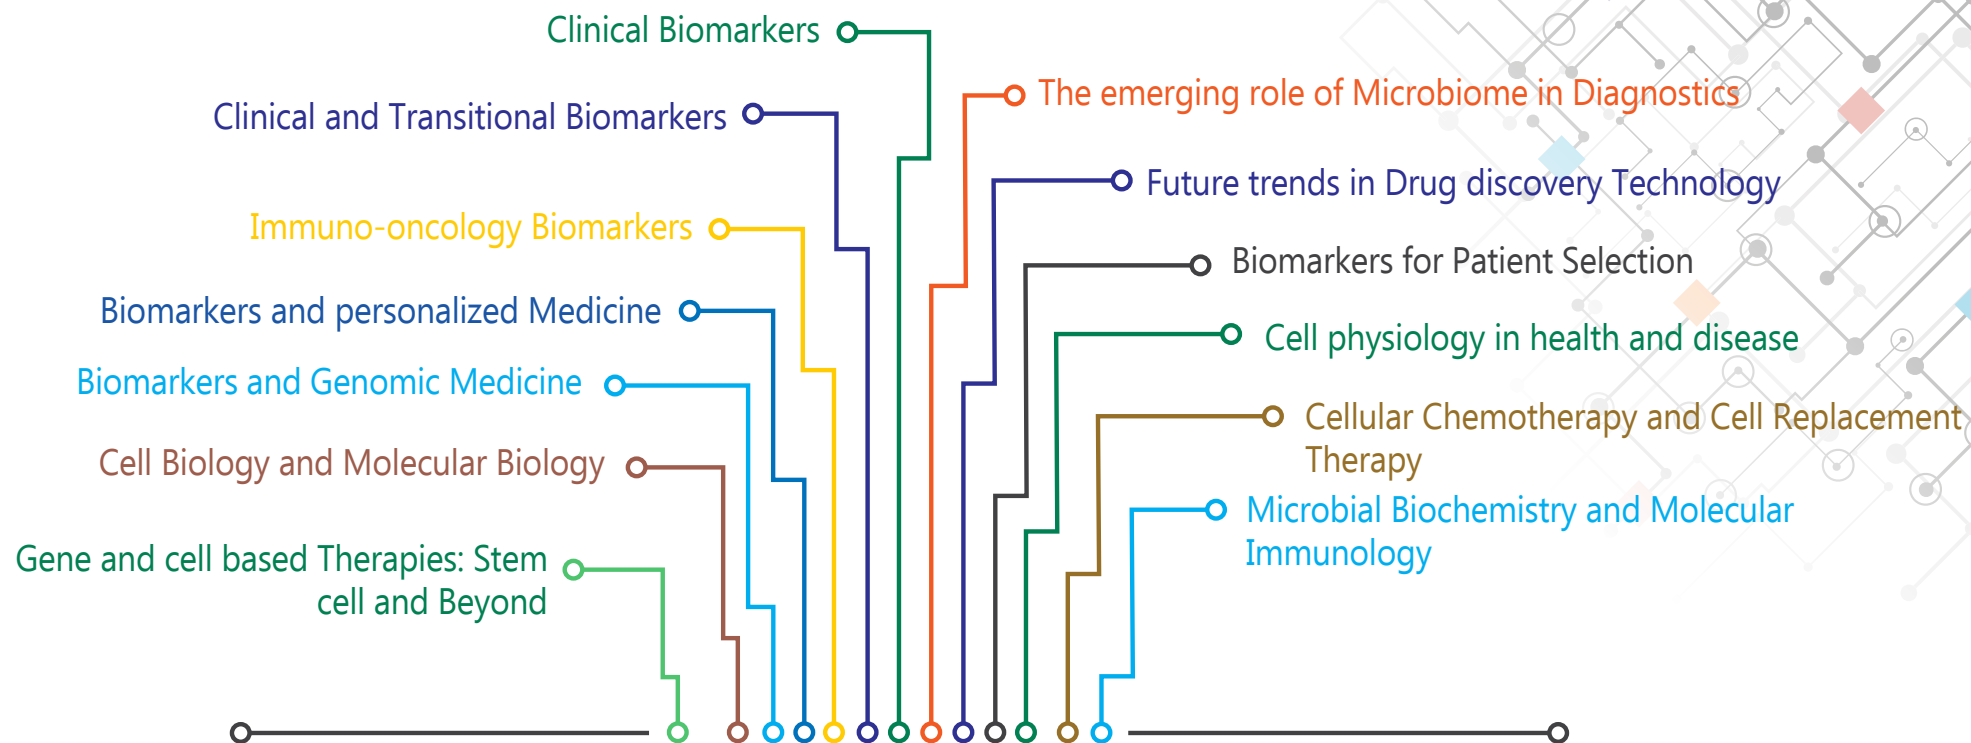 Clinical Biomarkers
Clinical and Transitional Biomarkers
Immuno-oncology Biomarkers
Biomarkers and personalized Medicine
Biomarkers and Genomic Medicine
Cell Biology and Molecular Biology
Gene and cell based Therapies: Stem
cell and Beyond
The emerging role of Microbiome in Diagnostics
Future trends in Drug discovery Technology
Biomarkers for Patient Selection
Cell physiology in health and disease
Cellular Chemotherapy and Cell Replacement
Therapy
Microbial Biochemistry and Molecular
Immunology